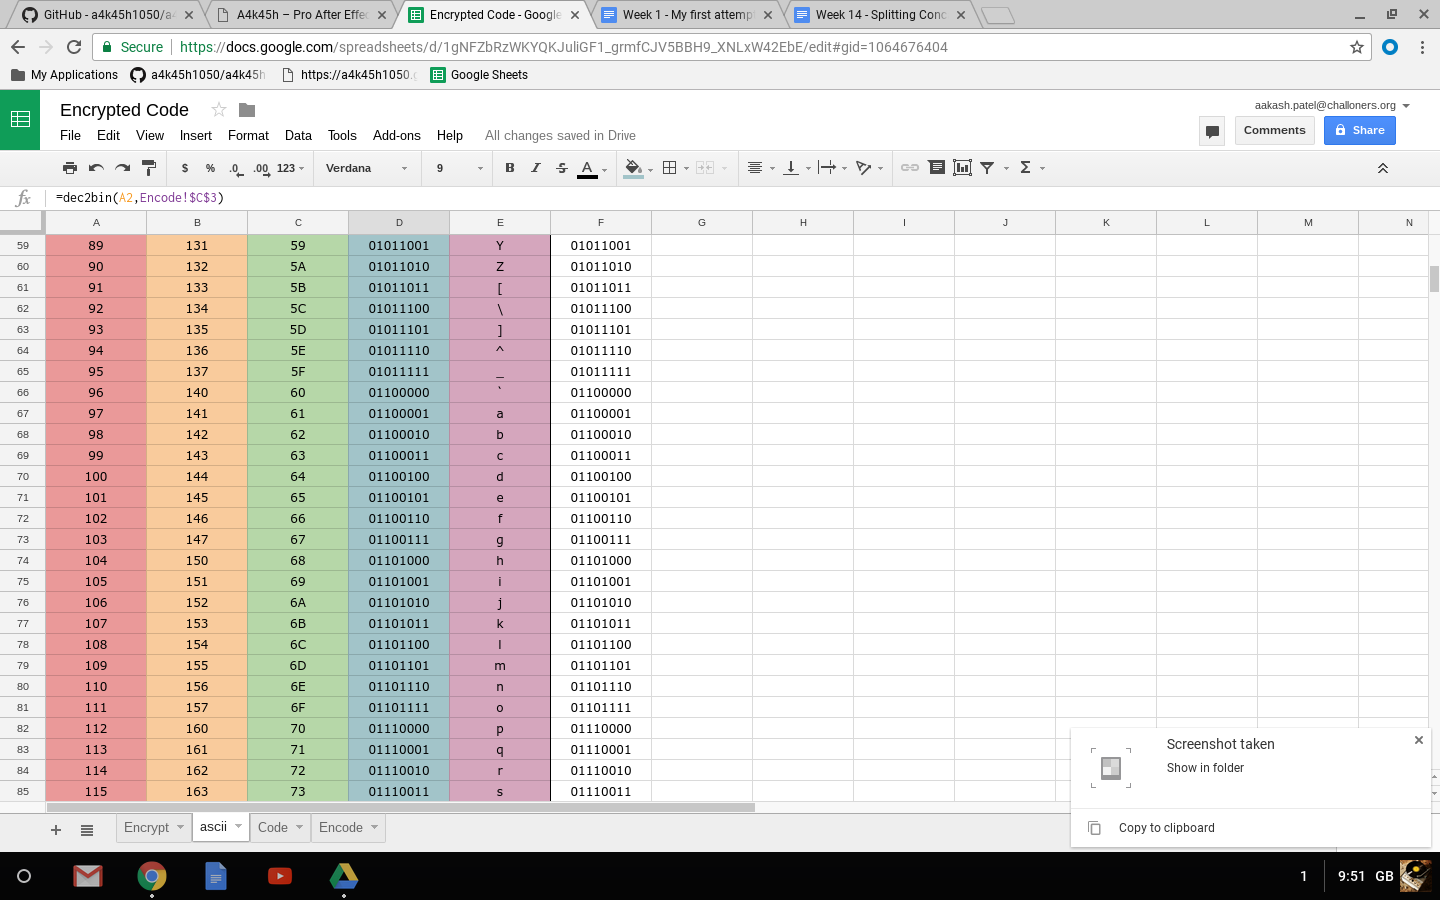 GitHub - a4k45h1050/a4
A4k45h – Pro After Effec
Encrypted Code - Google
Week 1 - My first attemp
Week 14 - Splitting Conc
Secure https://docs.google.com/spreadsheets/d/1gNFZbRzWKYQKJuliGF1_grmfCJV5BBH9_XNLxW42EbE/edit#gid=1064676404
My Applications a4k45h1050/a4k45h https://a4k45h1050.g Google Sheets
Encrypted Code
aakash.patel@challoners.org
File Edit View Insert Format Data Tools Add-ons Help All changes saved in Drive
Comments Share
$ % .0 .00 123 Verdana 9 B I S A Σ
fx =dec2bin(A2,Encode!$C$3)
A B C D E F G H I J K L M N
59 89 131 59 01011001 Y 01011001
60 90 132 5A 01011010 Z 01011010
61 91 133 5B 01011011 [ 01011011
62 92 134 5C 01011100 \ 01011100
63 93 135 5D 01011101 ] 01011101
64 94 136 5E 01011110 ^ 01011110
65 95 137 5F 01011111 _ 01011111
66 96 140 60 01100000 ` 01100000
67 97 141 61 01100001 a 01100001
68 98 142 62 01100010 b 01100010
69 99 143 63 01100011 c 01100011
70 100 144 64 01100100 d 01100100
71 101 145 65 01100101 e 01100101
72 102 146 66 01100110 f 01100110
73 103 147 67 01100111 g 01100111
74 104 150 68 01101000 h 01101000
75 105 151 69 01101001 i 01101001
76 106 152 6A 01101010 j 01101010
77 107 153 6B 01101011 k 01101011
78 108 154 6C 01101100 l 01101100
79 109 155 6D 01101101 m 01101101
80 110 156 6E 01101110 n 01101110
81 111 157 6F 01101111 o 01101111
82 112 160 70 01110000 p 01110000
83 113 161 71 01110001 q 01110001
84 114 162 72 01110010 r 01110010
85 115 163 73 01110011 s 01110011
Screenshot taken
Show in folder
Copy to clipboard
Encrypt ascii Code Encode
1 9:51 GB